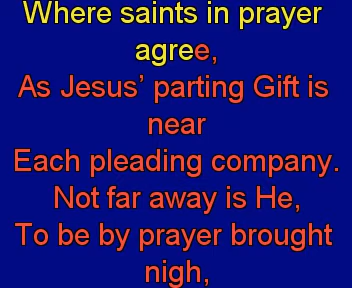 Where saints in prayer
agree,
As Jesus’ parting Gift is
near
Each pleading company.
Not far away is He,
To be by prayer brought
nigh,